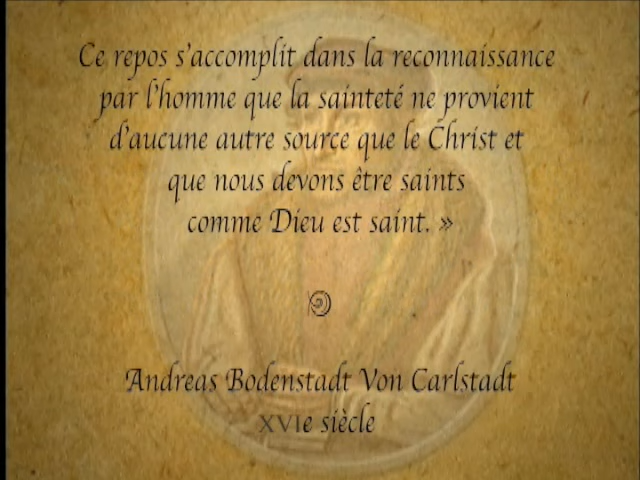 Ce repos s'accomplit dans la reconnaissance
par l'homme que la sainteté ne provient
d'aucune autre source que le Christ et
que nous devons être saints
comme Dieu est saint. »
Andreas Bodenstadt Von Carlstadt
XVIe siècle